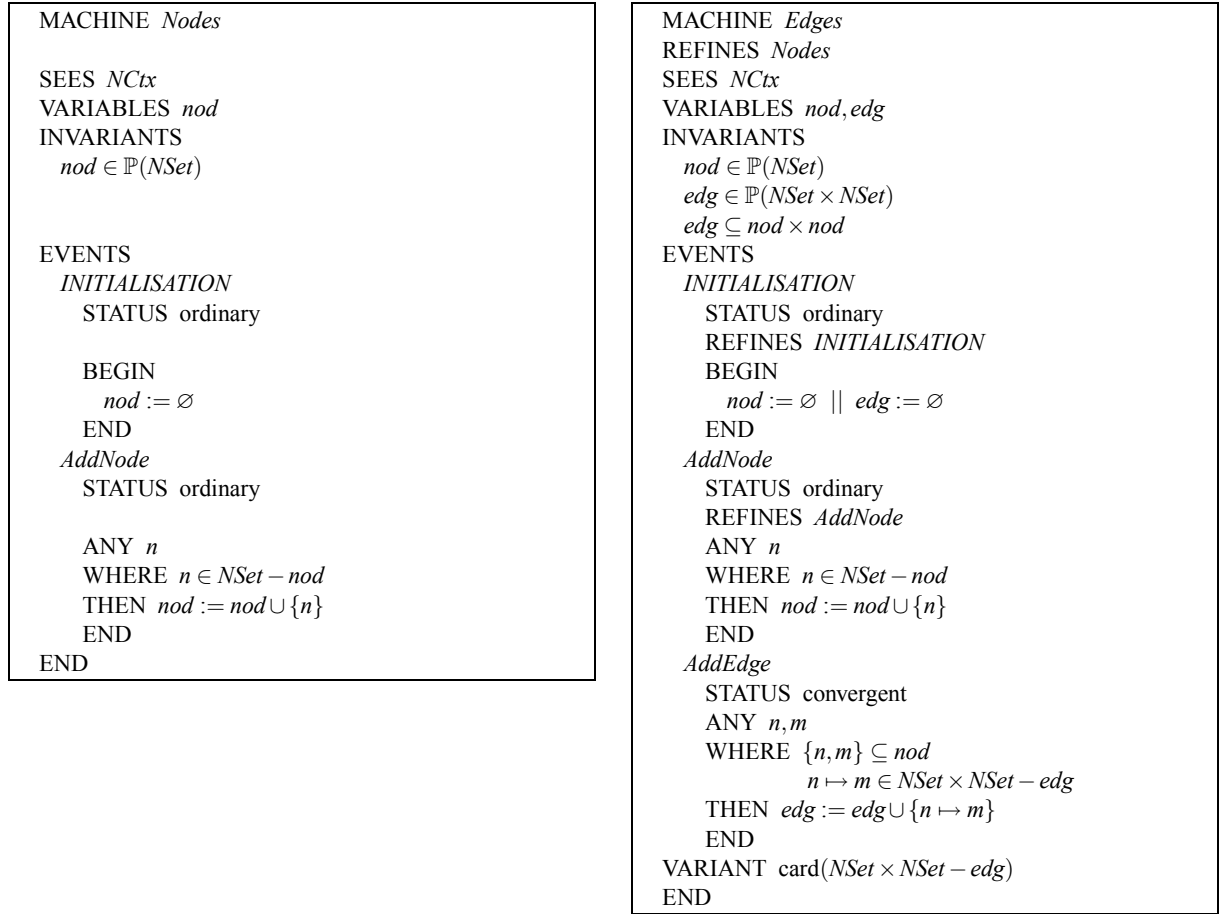 MACHINE Nodes
SEES NCtx
VARIABLES nod
INVARIANTS
nod ∈ ℙ(NSet)
EVENTS
INITIALISATION
STATUS ordinary
BEGIN
nod := ∅
END
AddNode
STATUS ordinary
ANY n
WHERE n ∈ NSet − nod
THEN nod := nod ∪ {n}
END
END
MACHINE Edges
REFINES Nodes
SEES NCtx
VARIABLES nod, edg
INVARIANTS
nod ∈ ℙ(NSet)
edg ∈ ℙ(NSet × NSet)
edg ⊆ nod × nod
EVENTS
INITIALISATION
STATUS ordinary
REFINES INITIALISATION
BEGIN
nod := ∅ || edg := ∅
END
AddNode
STATUS ordinary
REFINES AddNode
ANY n
WHERE n ∈ NSet − nod
THEN nod := nod ∪ {n}
END
AddEdge
STATUS convergent
ANY n, m
WHERE {n, m} ⊆ nod
n ↦ m ∈ NSet × NSet − edg
THEN edg := edg ∪ {n ↦ m}
END
VARIANT card(NSet × NSet − edg)
END